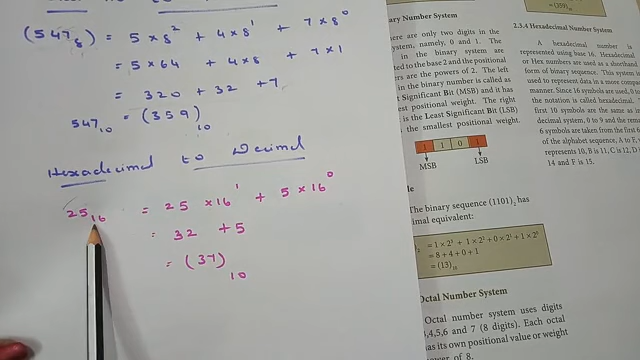 (547₈) = 5 × 8² + 4 × 8¹ + 7 × 8⁰
= 5 × 64 + 4 × 8 + 7 × 1
= 320 + 32 + 7
547₁₀ = (359)₁₀
Hexadecimal to Decimal
25₁₆ = 25 × 16¹ + 5 × 16⁰
= 32 + 5
= (37)₁₀
ary Number System
ere are only two digits in the
ystem, namely, 0 and 1. The
in the binary system are
ted to the base 2 and the positional
ers are the powers of 2. The left
in the binary number is called as
t Significant Bit (MSB) and it has
est positional weight. The right
is the Least Significant Bit (LSB)
the smallest positional weight.
1 1 0 1
MSB LSB
le
The binary sequence (1101)₂ has
imal equivalent:
= 1 × 2³ + 1 × 2² + 0 × 2¹ + 1 × 2⁰
= 8 + 4 + 0 + 1
= (13)₁₀
Octal Number System
Octal number system uses digits
,4,5,6 and 7 (8 digits). Each octal
as its own positional value or weight
ower of 8.
= (359)₁₀
2.3.4 Hexadecimal Number System
A hexadecimal number is
represented using base 16. Hexadecimal
or Hex numbers are used as a shorthand
form of binary sequence. This system
used to represent data in a more compact
manner. Since 16 symbols are used, 0 to
the notation is called hexadecimal. The
first 10 symbols are the same as in
decimal system, 0 to 9 and the rema
6 symbols are taken from the first 6
of the alphabet sequence, A to F, w
represents 10, B is 11, C is 12, D
14 and F is 15.